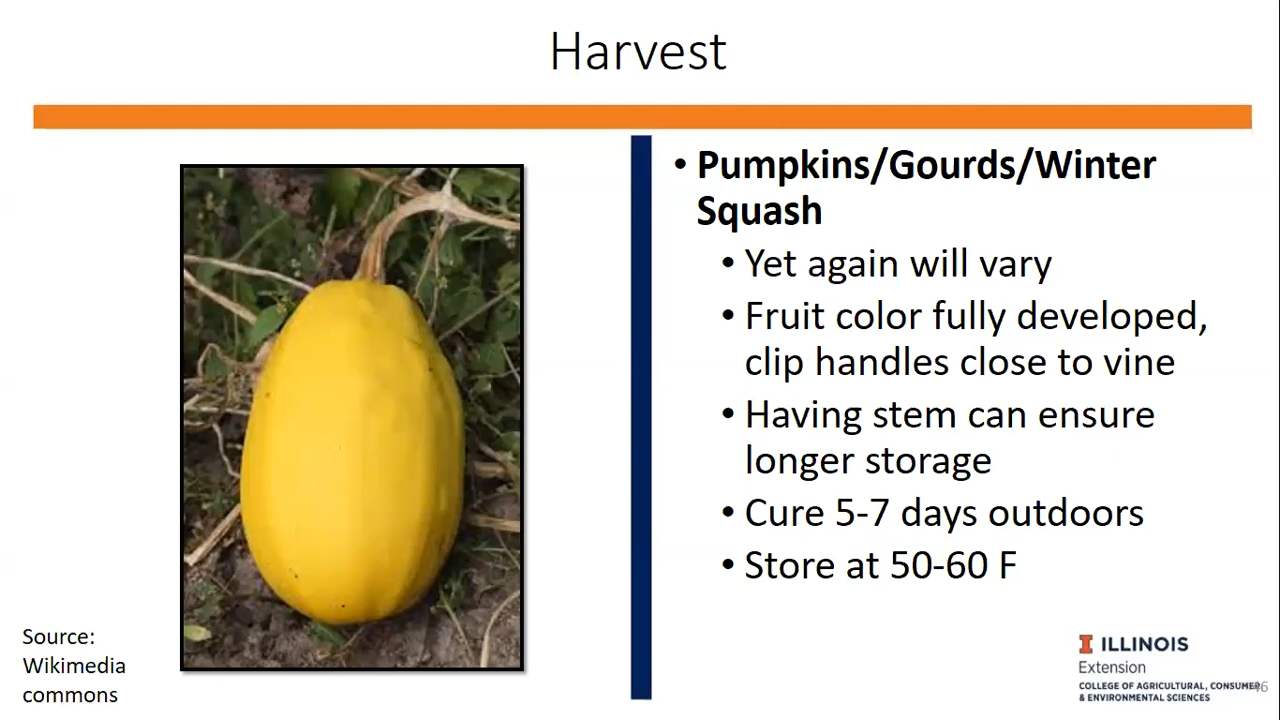 Harvest
• Pumpkins/Gourds/Winter
Squash
• Yet again will vary
• Fruit color fully developed,
clip handles close to vine
• Having stem can ensure
longer storage
• Cure 5-7 days outdoors
• Store at 50-60 F
Source:
Wikimedia
commons
I ILLINOIS
Extension
COLLEGE OF AGRICULTURAL, CONSUMER
& ENVIRONMENTAL SCIENCES
46